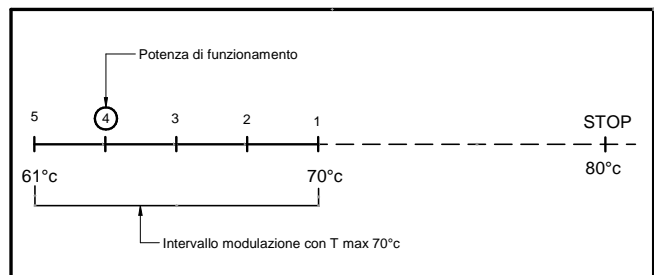 Potenza di funzionamento
5 4 3 2 1 STOP
61°c 70°c 80°c
Intervallo modulazione con T max 70°c